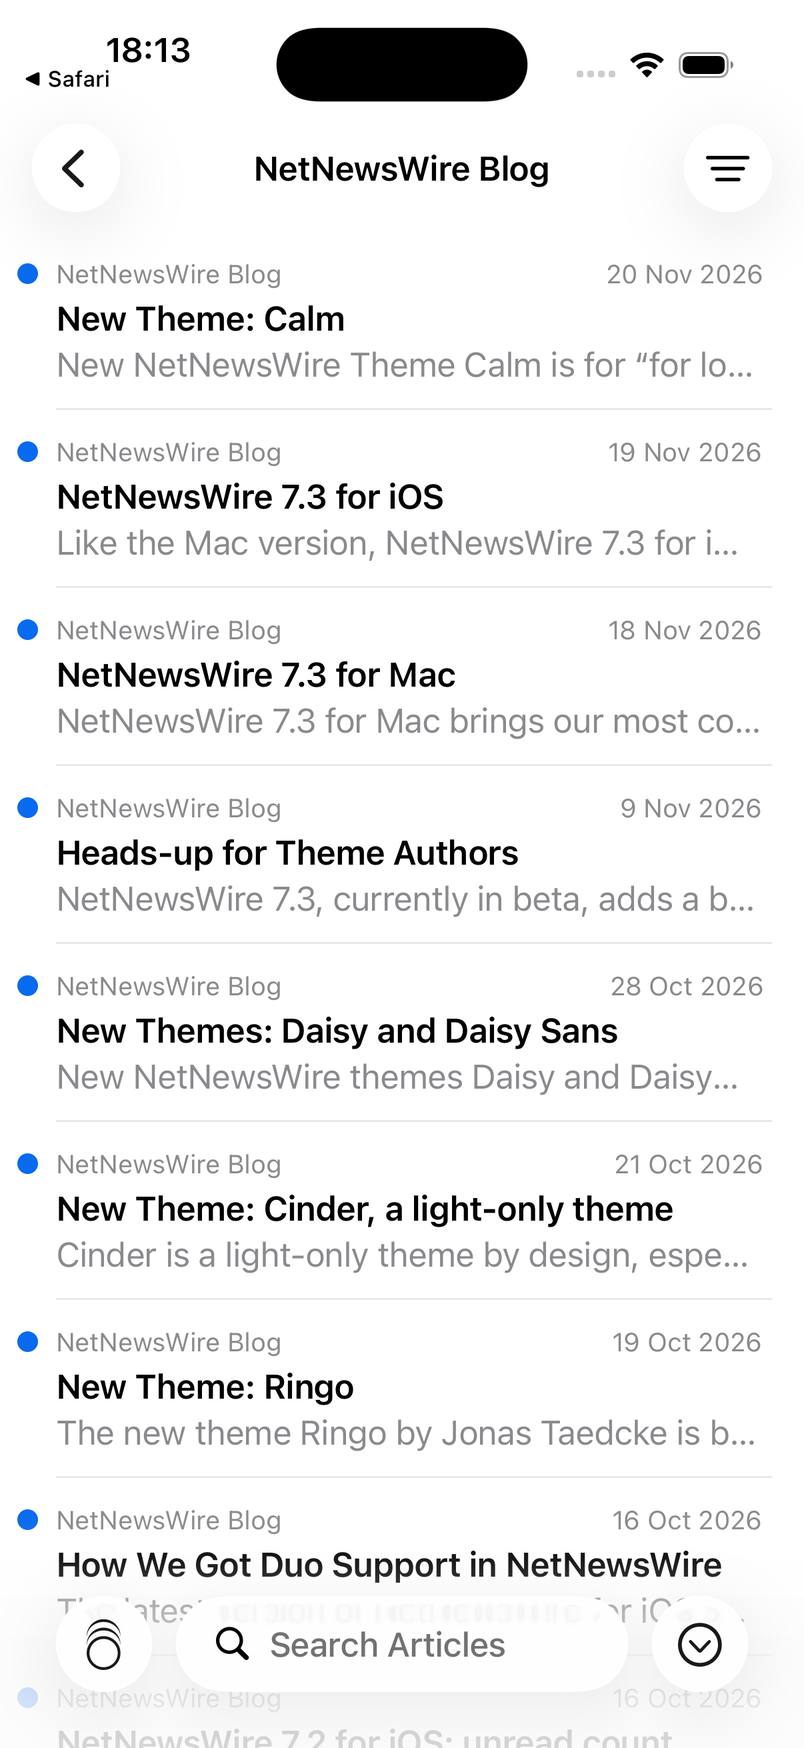 18:13
◀ Safari
NetNewsWire Blog
NetNewsWire Blog 20 Nov 2026
New Theme: Calm
New NetNewsWire Theme Calm is for “for lo...
NetNewsWire Blog 19 Nov 2026
NetNewsWire 7.3 for iOS
Like the Mac version, NetNewsWire 7.3 for i...
NetNewsWire Blog 18 Nov 2026
NetNewsWire 7.3 for Mac
NetNewsWire 7.3 for Mac brings our most co...
NetNewsWire Blog 9 Nov 2026
Heads-up for Theme Authors
NetNewsWire 7.3, currently in beta, adds a b...
NetNewsWire Blog 28 Oct 2026
New Themes: Daisy and Daisy Sans
New NetNewsWire themes Daisy and Daisy...
NetNewsWire Blog 21 Oct 2026
New Theme: Cinder, a light-only theme
Cinder is a light-only theme by design, espe...
NetNewsWire Blog 19 Oct 2026
New Theme: Ringo
The new theme Ringo by Jonas Taedcke is b...
NetNewsWire Blog 16 Oct 2026
How We Got Duo Support in NetNewsWire
Search Articles
NetNewsWire Blog 16 Oct 2026
NetNewsWire 7.2 for iOS: unread count